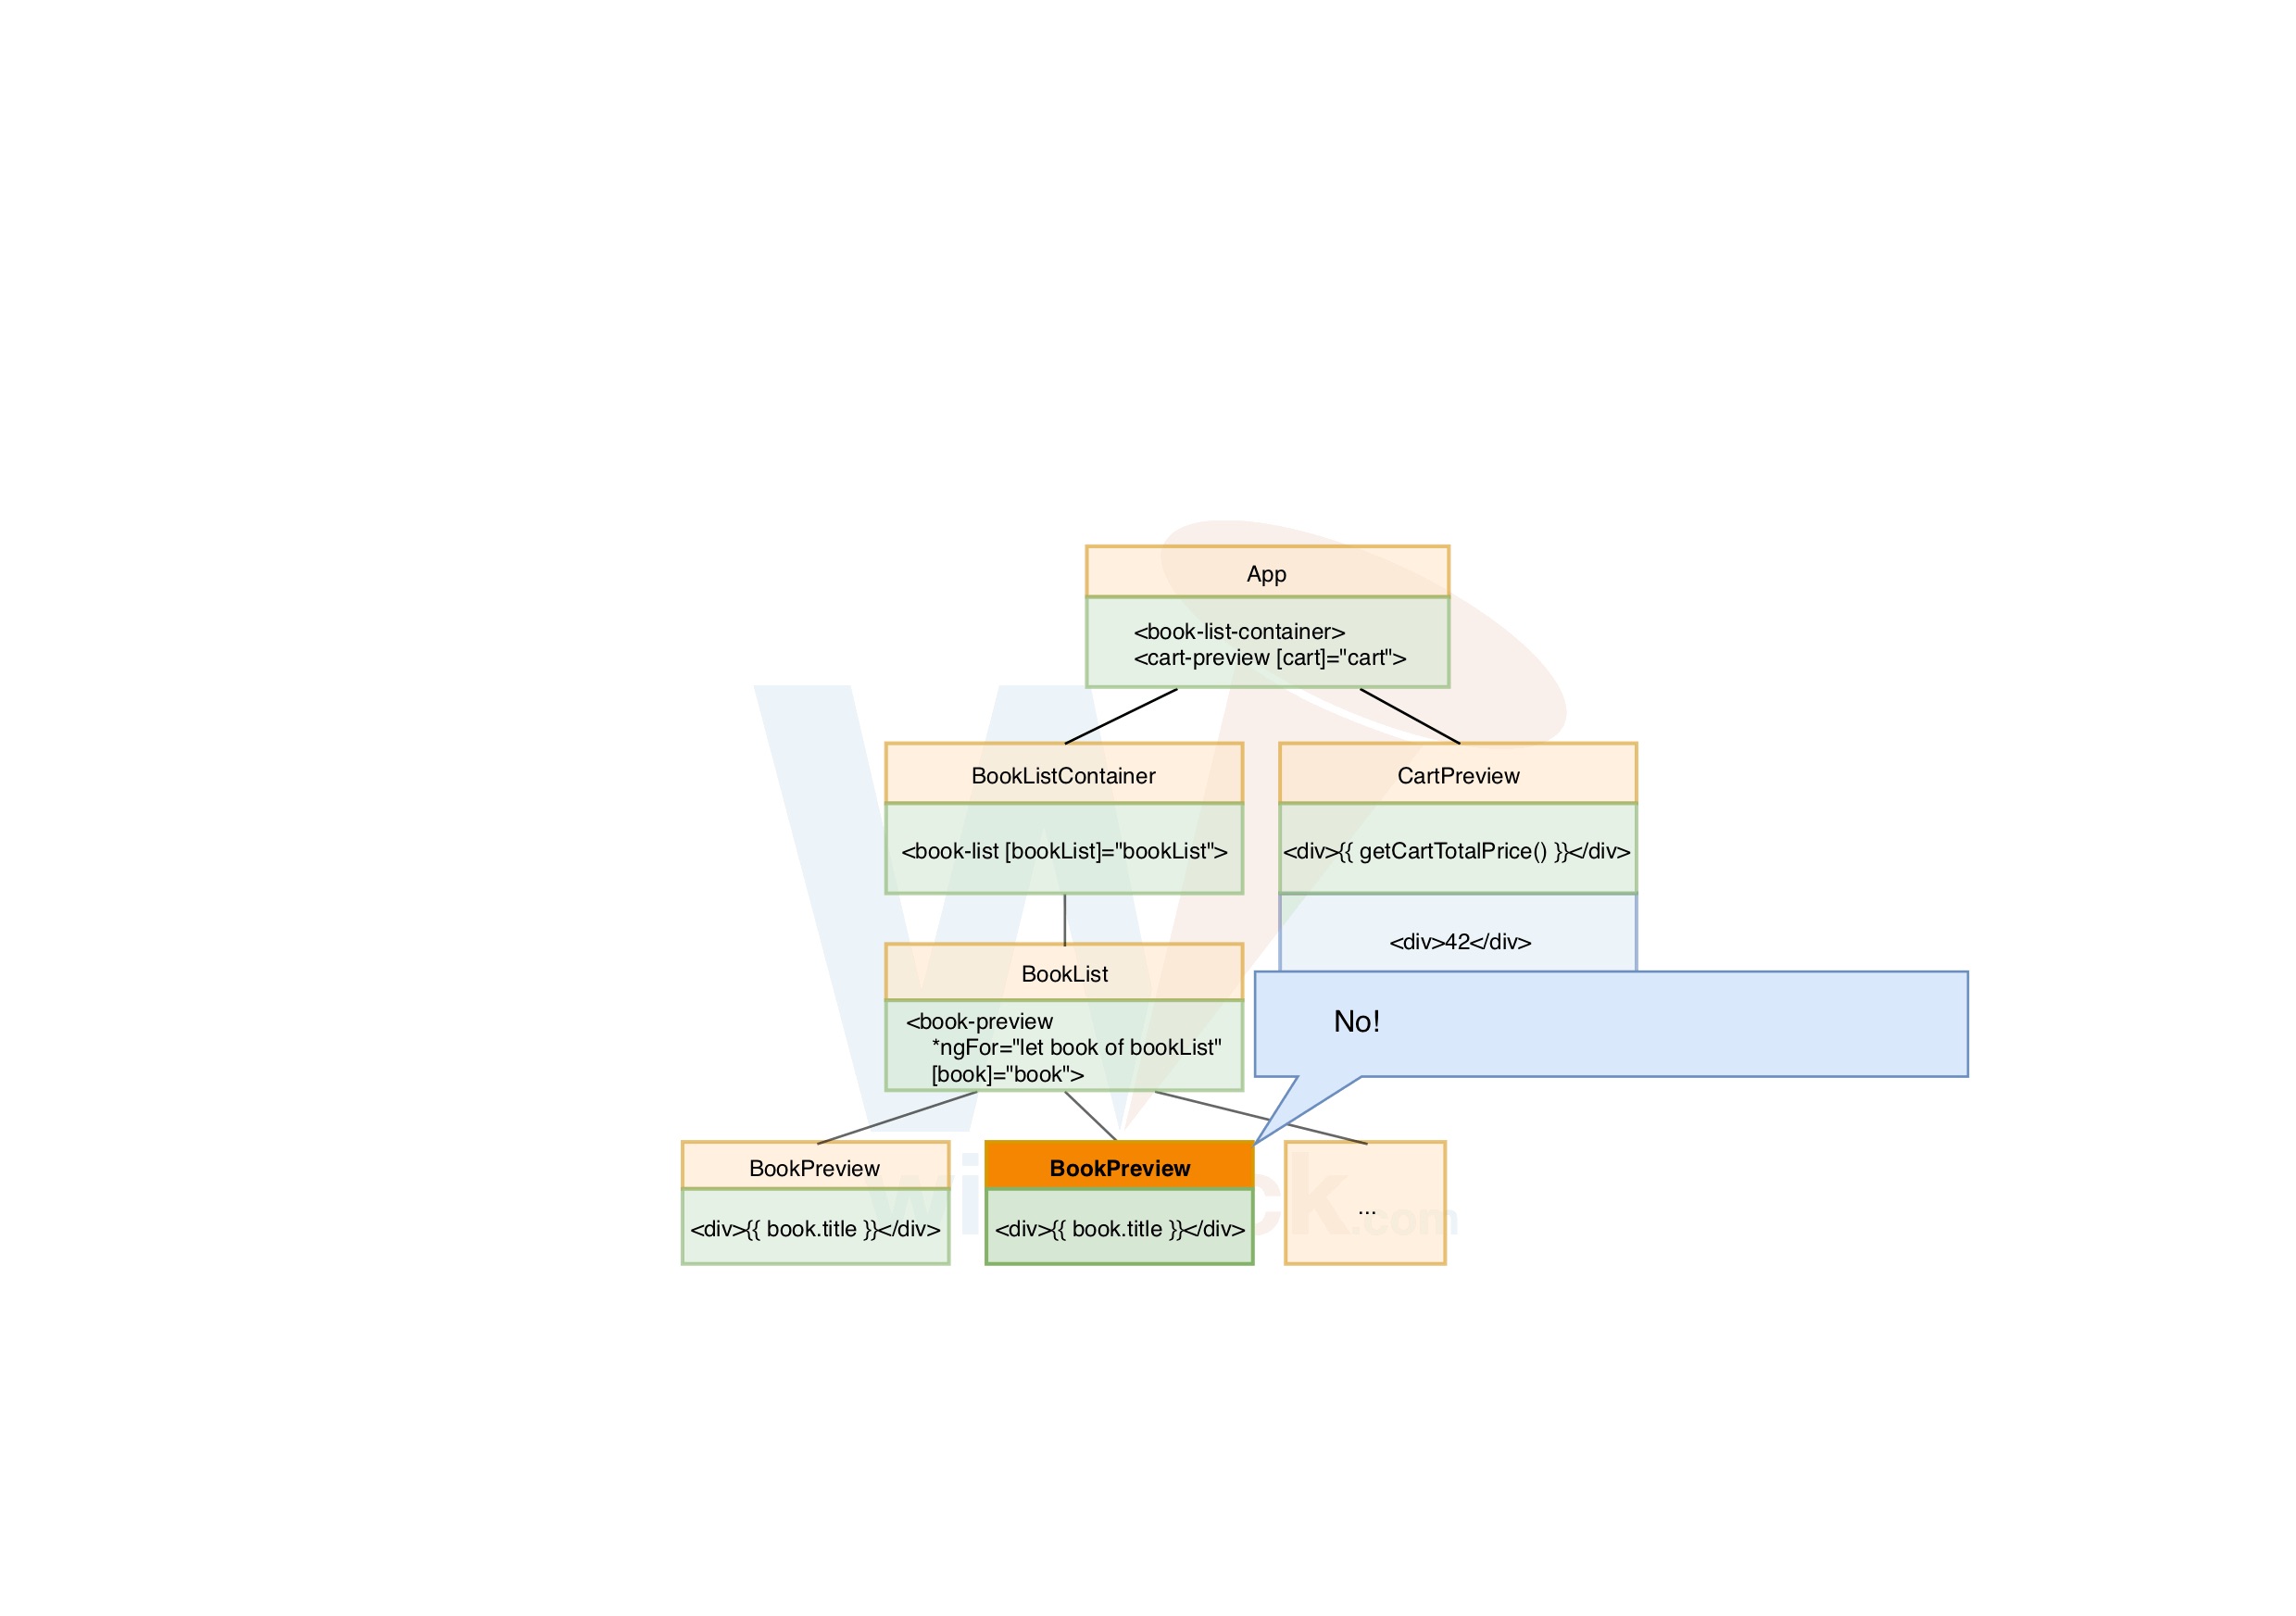 App
<book-list-container>
<cart-preview [cart]="cart">
BookListContainer
<book-list [bookList]="bookList">
CartPreview
<div>{{ getCartTotalPrice() }}</div>
<div>42</div>
BookList
<book-preview
*ngFor="let book of bookList"
[book]="book">
No!
BookPreview
<div>{{ book.title }}</div>
BookPreview
<div>{{ book.title }}</div>
...
.com